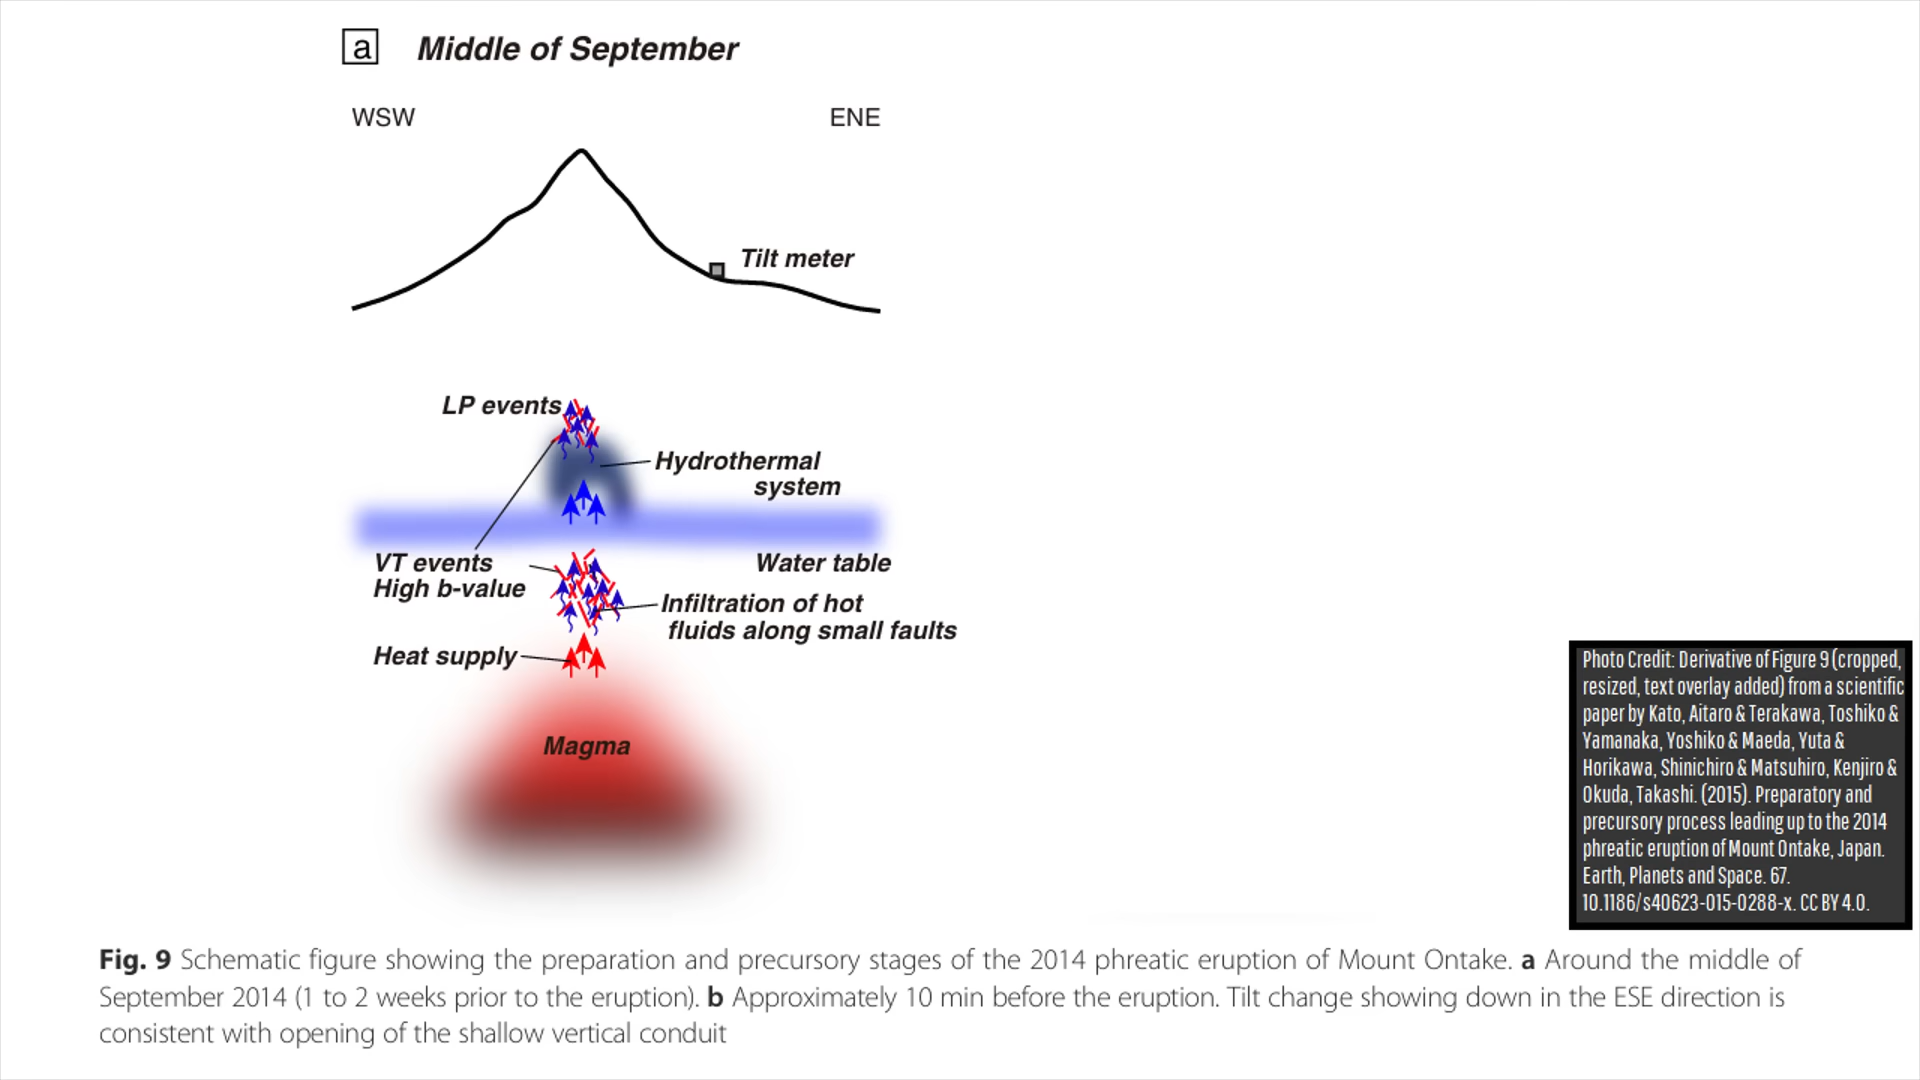 a Middle of September
WSW
ENE
Tilt meter
LP events
Hydrothermal
system
VT events
High b-value
Water table
Infiltration of hot
fluids along small faults
Heat supply
Magma
Photo Credit: Derivative of Figure 9 (cropped,
resized, text overlay added) from a scientific
paper by Kato, Aitaro & Terakawa, Toshiko &
Yamanaka, Yoshiko & Maeda, Yuta &
Horikawa, Shinichiro & Matsuhiro, Kenjiro &
Okuda, Takashi. (2015). Preparatory and
precursory process leading up to the 2014
phreatic eruption of Mount Ontake, Japan.
Earth, Planets and Space. 67.
10.1186/s40623-015-0288-x. CC BY 4.0.
Fig. 9 Schematic figure showing the preparation and precursory stages of the 2014 phreatic eruption of Mount Ontake. a Around the middle of
September 2014 (1 to 2 weeks prior to the eruption). b Approximately 10 min before the eruption. Tilt change showing down in the ESE direction is
consistent with opening of the shallow vertical conduit